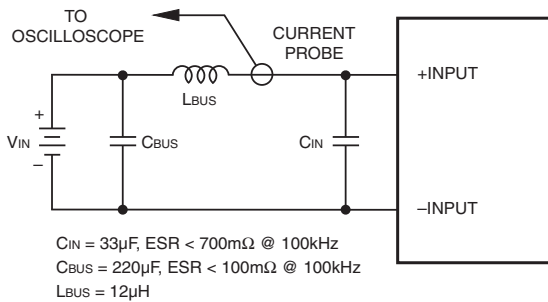 TO
OSCILLOSCOPE
CURRENT
PROBE
+INPUT
LBUS
+
VIN
–
CBUS
CIN
–INPUT
CIN = 33µF, ESR < 700mΩ @ 100kHz
CBUS = 220µF, ESR < 100mΩ @ 100kHz
LBUS = 12µH